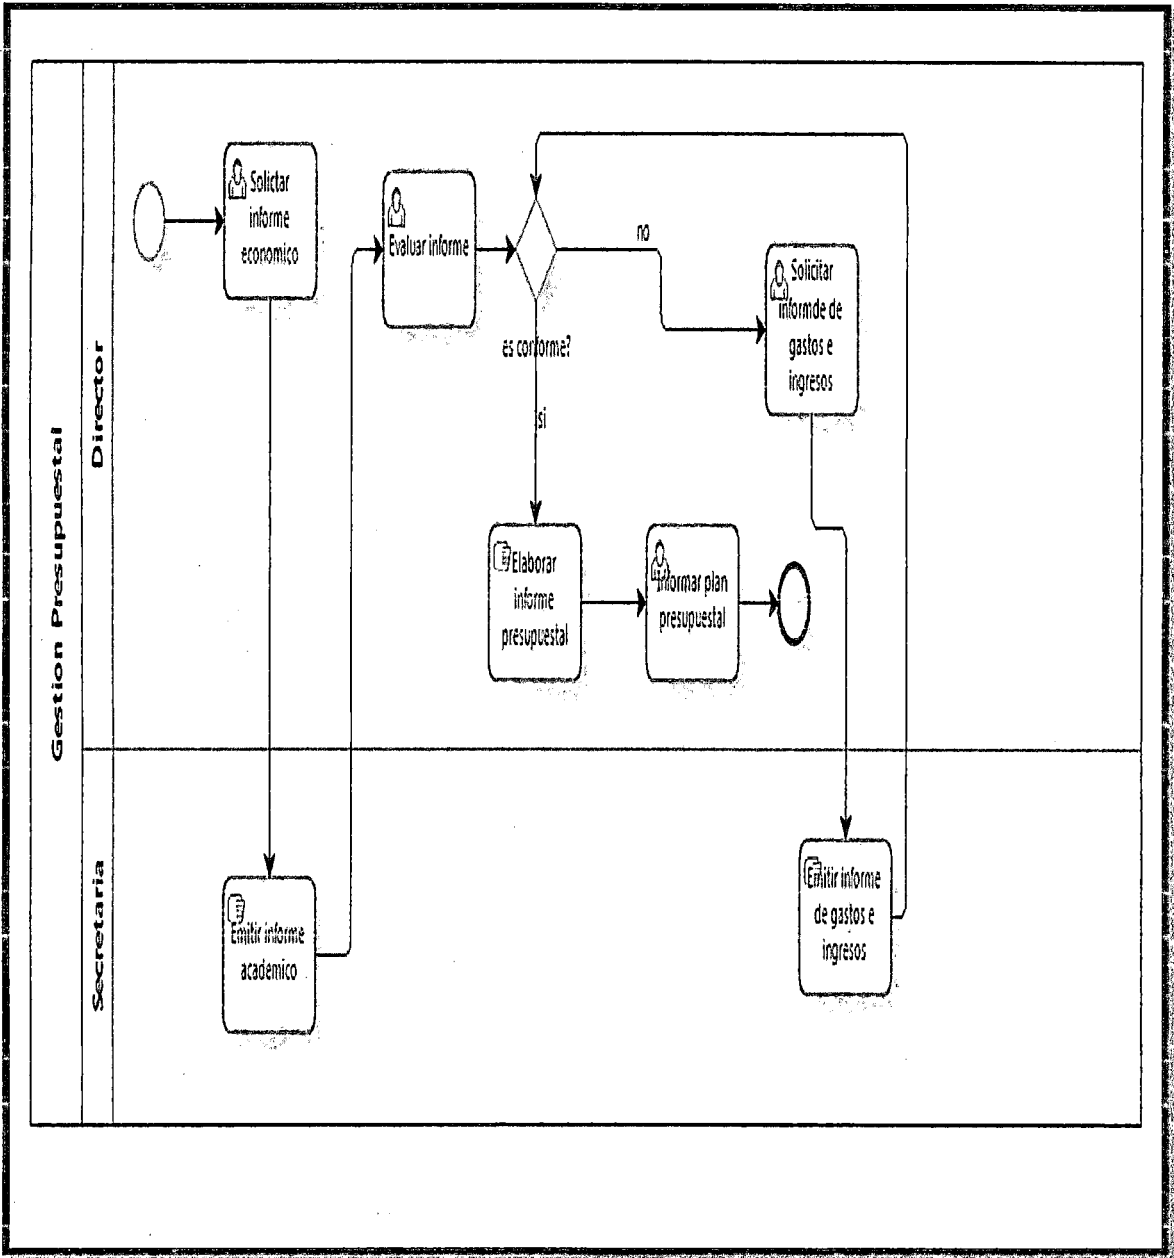 Gestion Presupuestal
Director
Solictar
informe
economico
Evaluar informe
es conforme?
no
si
Solicitar
informde de
gastos e
ingresos
Elaborar
informe
presupuestal
Informar plan
presupuestal
Secretaria
Emitir informe
academico
Emitir informe
de gastos e
ingresos